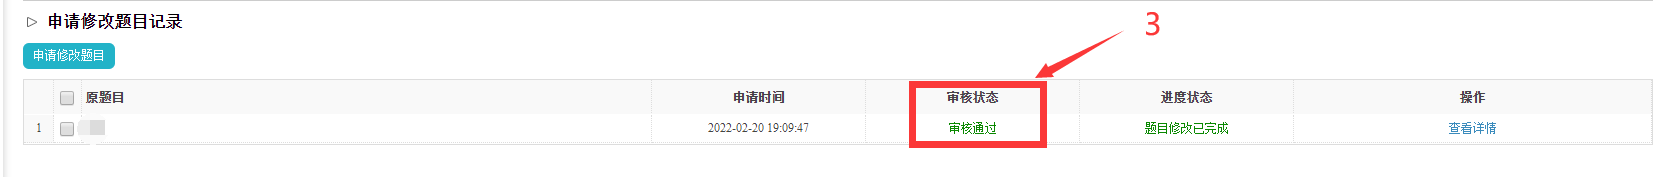 3
▷ 申请修改题目记录
申请修改题目
原题目 申请时间 审核状态 进度状态 操作
1 2022-02-20 19:09:47 审核通过 题目修改已完成 查看详情